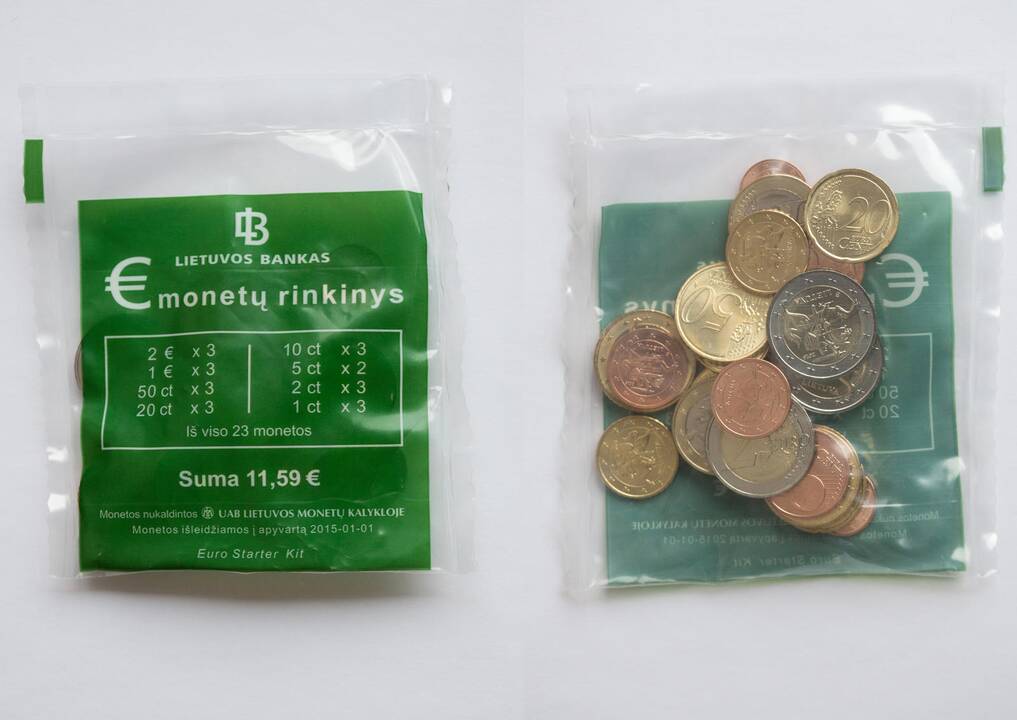 LIETUVOS BANKAS
€ monetų rinkinys
2 € x 3
1 € x 3
50 ct x 3
20 ct x 3
10 ct x 3
5 ct x 2
2 ct x 3
1 ct x 3
Iš viso 23 monetos
Suma 11,59 €
Monetos nukaldintos UAB LIETUVOS MONETŲ KALYKLOJE
Monetos išleidžiamos į apyvartą 2015-01-01
Euro Starter Kit
20
EURO
CENT
50
LIETUVA